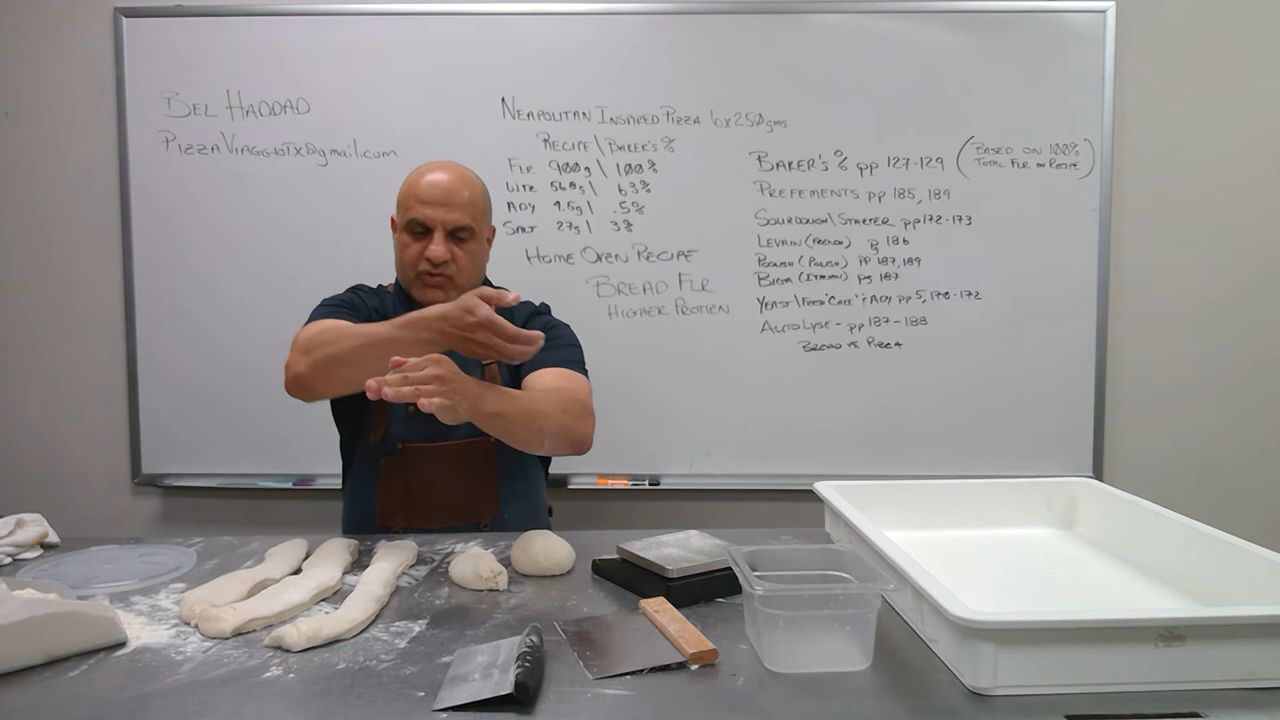 BEL HADDAD
PIZZAVIAGGIOTX@gmail.com
NEAPOLITAN INSPIRED PIZZA 6x250gms
RECIPE \ BAKER'S %
FLR 900g \ 100%
WTR 568g \ 63%
ADY 4.5g \ .5%
SALT 27g \ 3%
HOME OVEN RECIPE
BREAD FLR
HIGHER PROTIEN
BAKER'S % pp 127-129 (BASED ON 100% TOTAL FLR IN RECIPE)
PREFEMENTS pp 185, 189
SOURDOUGH/STARTER pp 172-173
LEVAIN (FRENCH) pg 186
POOLISH (POLISH) pp 187, 189
BIGA (ITALIAN) pg 187
YEAST \ FRESH "CAKE" ; ADY pp 5, 170-172
AUTOLYSE - pp 187-188
BREAD VS PIZZA